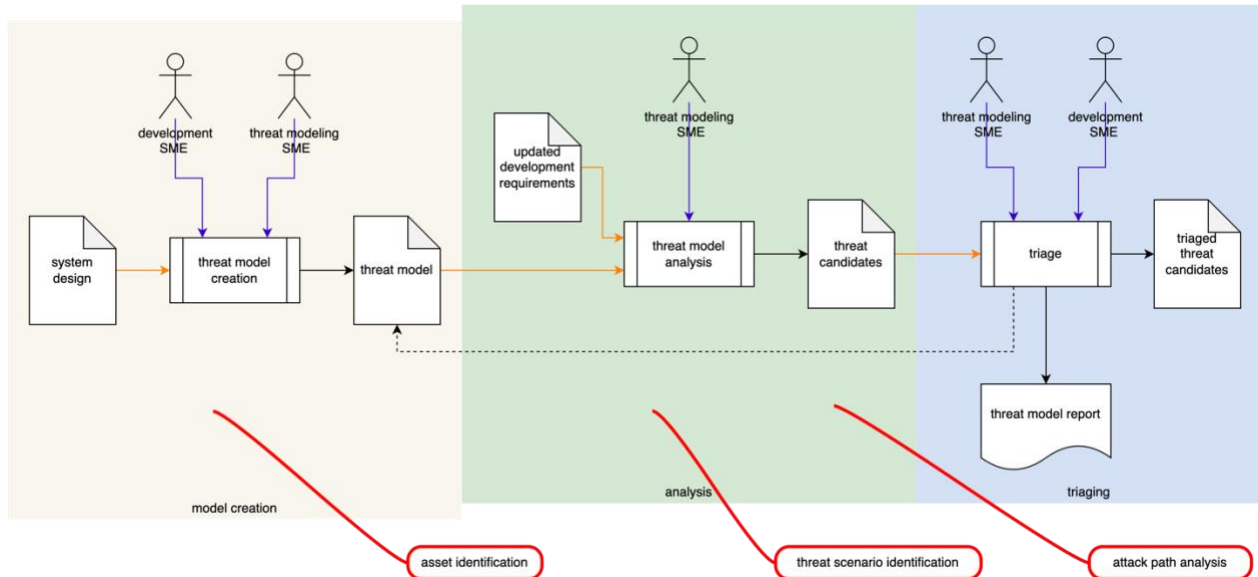 development
SME
threat modeling
SME
system
design
threat model
creation
threat model
model creation
threat modeling
SME
updated
development
requirements
threat model
analysis
threat
candidates
analysis
threat modeling
SME
development
SME
triage
triaged
threat
candidates
threat model report
triaging
asset identification
threat scenario identification
attack path analysis